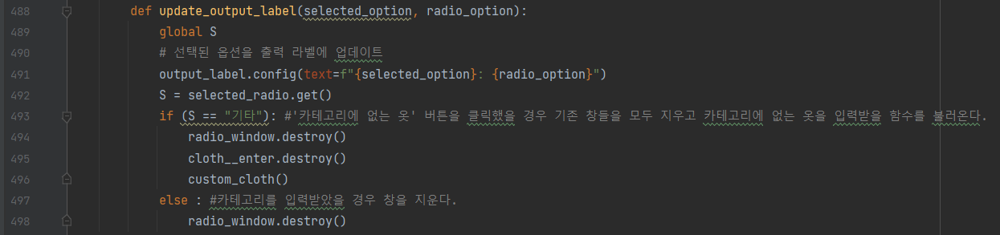 488 def update_output_label(selected_option, radio_option):
489 global S
490 # 선택된 옵션을 출력 라벨에 업데이트
491 output_label.config(text=f"{selected_option}: {radio_option}")
492 S = selected_radio.get()
493 if (S == "기타"): #'카테고리에 없는 옷' 버튼을 클릭했을 경우 기존 창들을 모두 지우고 카테고리에 없는 옷을 입력받을 함수를 불러온다.
494 radio_window.destroy()
495 cloth__enter.destroy()
496 custom_cloth()
497 else : #카테고리를 입력받았을 경우 창을 지운다.
498 radio_window.destroy()